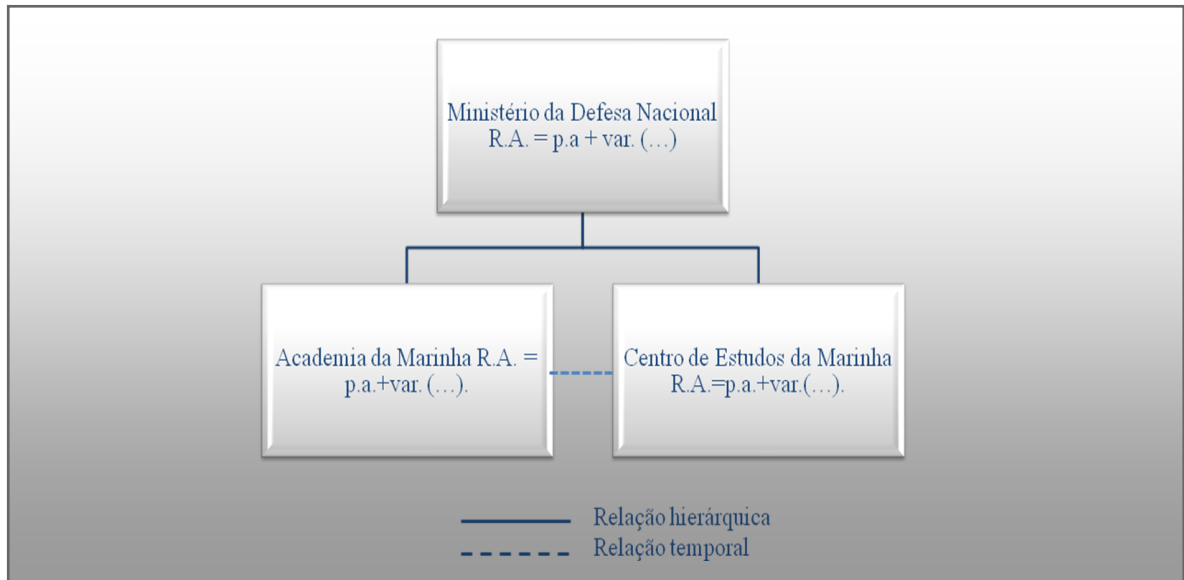 Ministério da Defesa Nacional
R.A. = p.a + var. (…)
Academia da Marinha R.A. =
p.a.+var. (…).
Centro de Estudos da Marinha
R.A.=p.a.+var.(…).
Relação hierárquica
Relação temporal